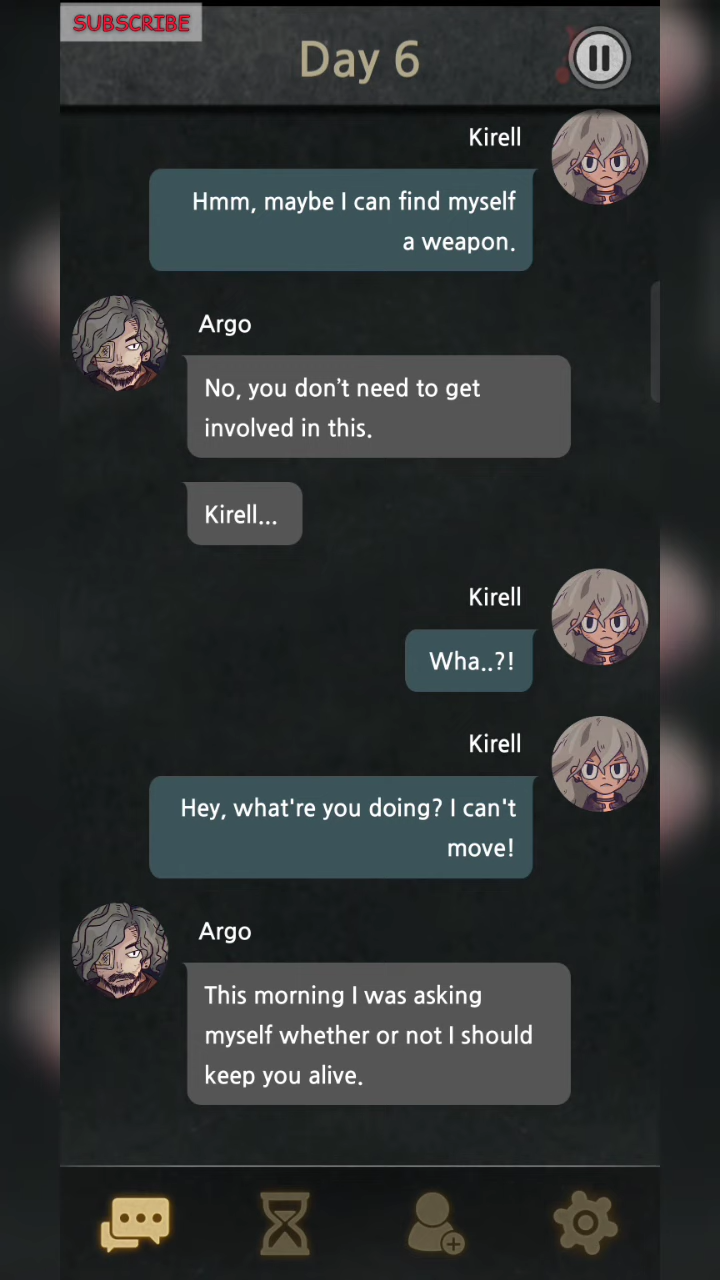 SUBSCRIBE
Day 6
Kirell
Hmm, maybe I can find myself
a weapon.
Argo
No, you don’t need to get
involved in this.
Kirell...
Kirell
Wha..?!
Kirell
Hey, what're you doing? I can't
move!
Argo
This morning I was asking
myself whether or not I should
keep you alive.